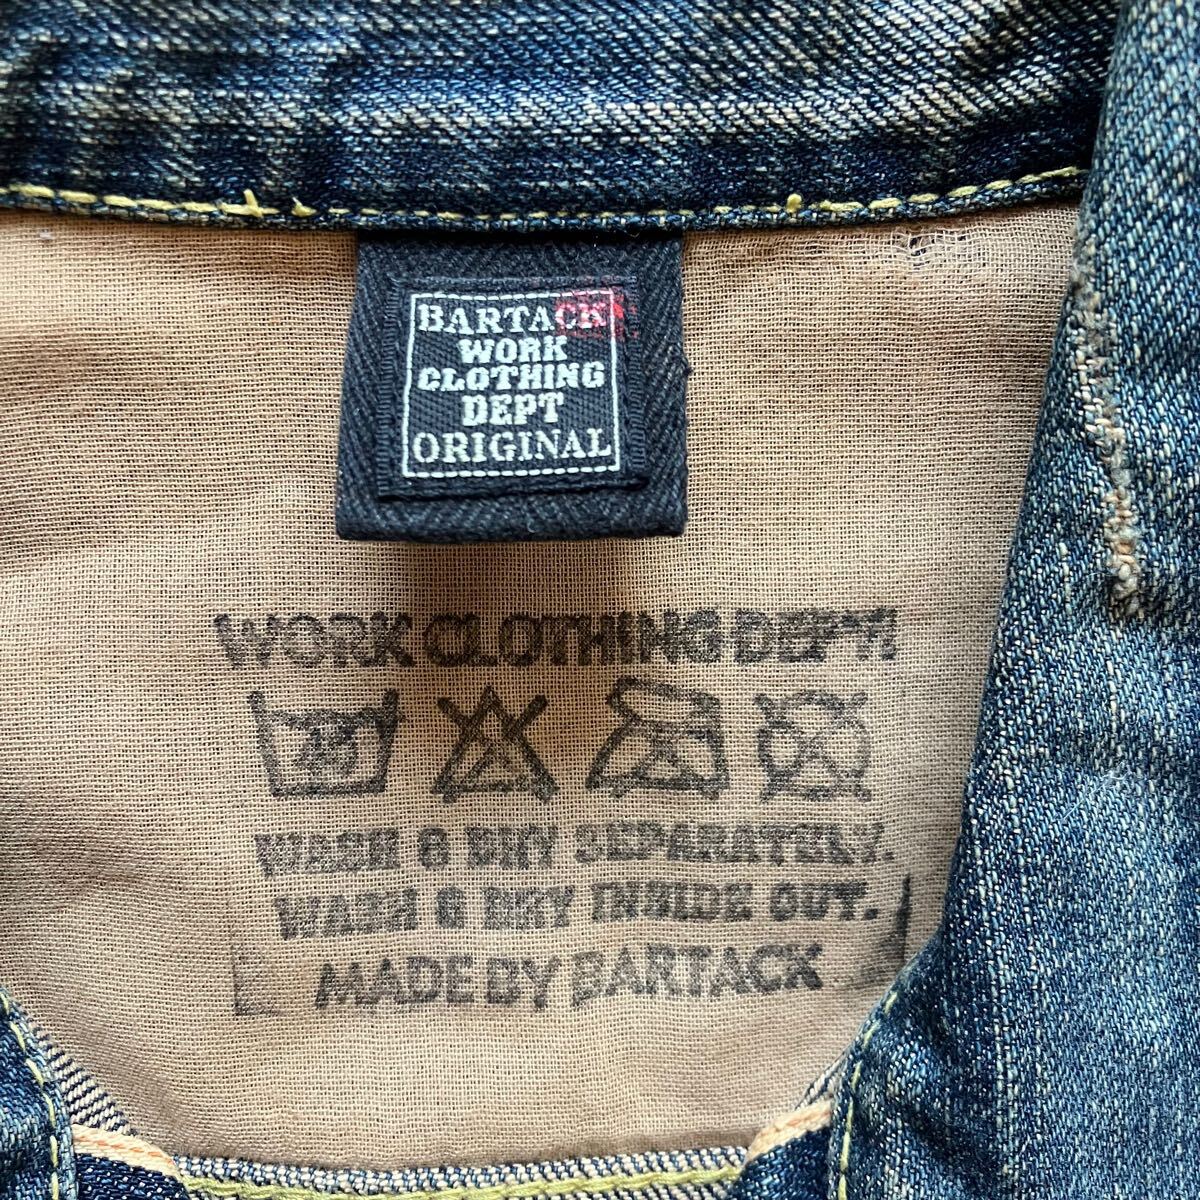 BARTACK
WORK
CLOTHING
DEPT
ORIGINAL
WORK CLOTHING DEPT!
WASH & DRY SEPARATELY.
WASH & DRY INSIDE OUT.
MADE BY BARTACK